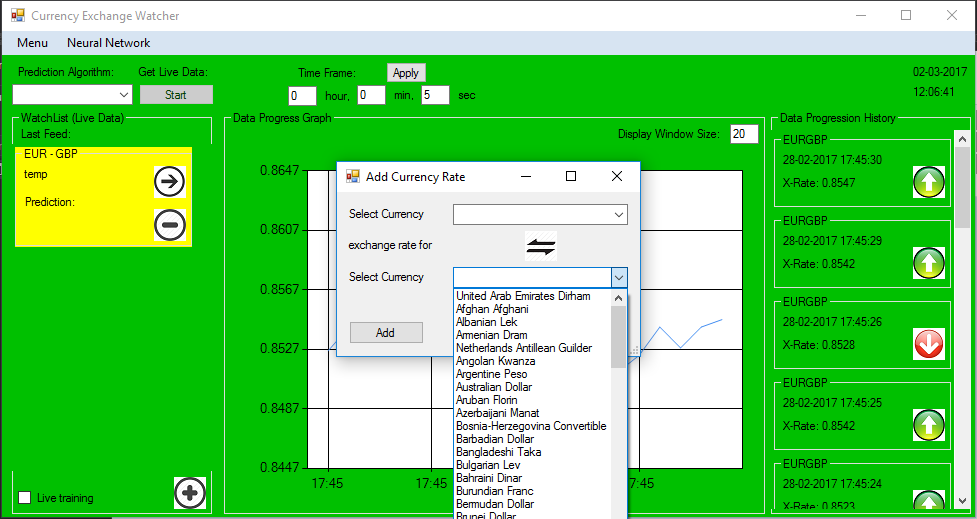 Currency Exchange Watcher
Menu Neural Network
Prediction Algorithm: Get Live Data: Time Frame: Apply 02-03-2017
Start 0 hour, 0 min, 5 sec 12:06:41
WatchList (Live Data)
Last Feed:
EUR - GBP
temp
Prediction:
Live training
Data Progress Graph
Display Window Size: 20
0.8647
0.8607
0.8567
0.8527
0.8487
0.8447
17:45 17:45 17:45
Add Currency Rate
Select Currency
exchange rate for
Select Currency
Add
United Arab Emirates Dirham
Afghan Afghani
Albanian Lek
Armenian Dram
Netherlands Antillean Guilder
Angolan Kwanza
Argentine Peso
Australian Dollar
Aruban Florin
Azerbaijani Manat
Bosnia-Herzegovina Convertible
Barbadian Dollar
Bangladeshi Taka
Bulgarian Lev
Bahraini Dinar
Burundian Franc
Bermudan Dollar
Brunei Dollar
Data Progression History
EURGBP
28-02-2017 17:45:30
X-Rate: 0.8547
EURGBP
28-02-2017 17:45:29
X-Rate: 0.8542
EURGBP
28-02-2017 17:45:26
X-Rate: 0.8528
EURGBP
28-02-2017 17:45:25
X-Rate: 0.8542
EURGBP
28-02-2017 17:45:24
X-Rate: 0.8523